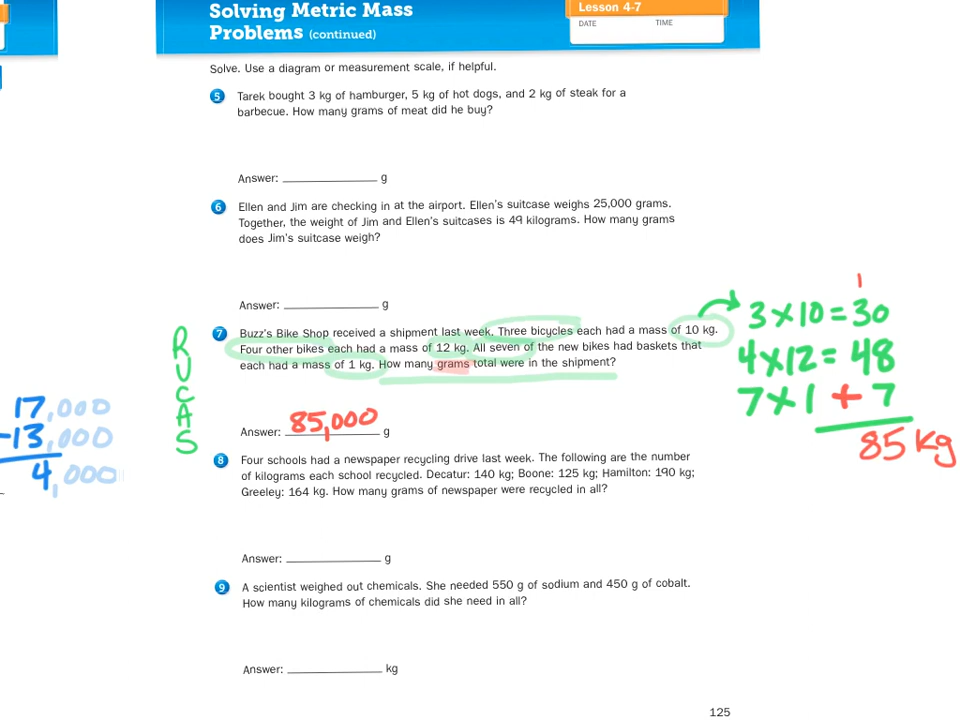 Solving Metric Mass
Problems (continued)
Lesson 4-7
DATE TIME
Solve. Use a diagram or measurement scale, if helpful.
5 Tarek bought 3 kg of hamburger, 5 kg of hot dogs, and 2 kg of steak for a
barbecue. How many grams of meat did he buy?
Answer: ____________ g
6 Ellen and Jim are checking in at the airport. Ellen's suitcase weighs 25,000 grams.
Together, the weight of Jim and Ellen's suitcases is 49 kilograms. How many grams
does Jim's suitcase weigh?
Answer: ____________ g
7 Buzz's Bike Shop received a shipment last week. Three bicycles each had a mass of 10 kg.
Four other bikes each had a mass of 12 kg. All seven of the new bikes had baskets that
each had a mass of 1 kg. How many grams total were in the shipment?
R
U
C
A
S
1
3 x 10 = 30
4 x 12 = 48
7 x 1 + 7
85 kg
17,000
-13,000
4,000
Answer: 85,000 g
8 Four schools had a newspaper recycling drive last week. The following are the number
of kilograms each school recycled. Decatur: 140 kg; Boone: 125 kg; Hamilton: 190 kg;
Greeley: 164 kg. How many grams of newspaper were recycled in all?
Answer: ____________ g
9 A scientist weighed out chemicals. She needed 550 g of sodium and 450 g of cobalt.
How many kilograms of chemicals did she need in all?
Answer: ____________ kg
125